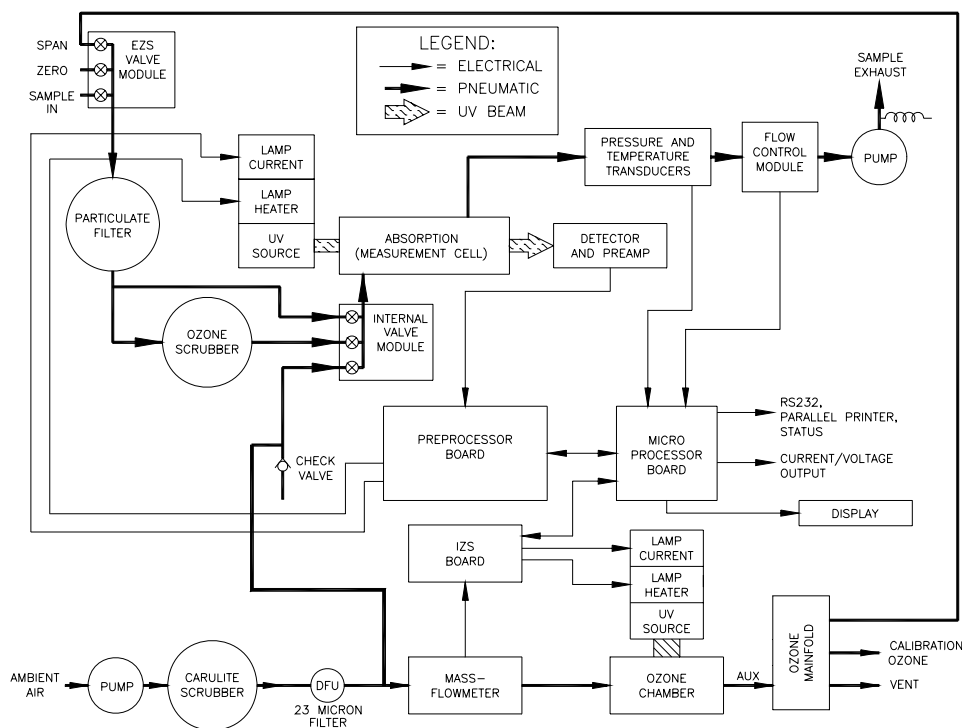 SPAN
ZERO
SAMPLE
IN
EZS
VALVE
MODULE
LEGEND:
= ELECTRICAL
= PNEUMATIC
= UV BEAM
SAMPLE
EXHAUST
LAMP
CURRENT
LAMP
HEATER
UV
SOURCE
PARTICULATE
FILTER
ABSORPTION
(MEASUREMENT CELL)
PRESSURE AND
TEMPERATURE
TRANSDUCERS
FLOW
CONTROL
MODULE
PUMP
DETECTOR
AND PREAMP
OZONE
SCRUBBER
INTERNAL
VALVE
MODULE
CHECK
VALVE
PREPROCESSOR
BOARD
MICRO
PROCESSOR
BOARD
RS232,
PARALLEL PRINTER,
STATUS
CURRENT/VOLTAGE
OUTPUT
DISPLAY
IZS
BOARD
LAMP
CURRENT
LAMP
HEATER
UV
SOURCE
AMBIENT
AIR
PUMP
CARULITE
SCRUBBER
DFU
23 MICRON
FILTER
MASS-
FLOWMETER
OZONE
CHAMBER
AUX
OZONE
MAINFOLD
CALIBRATION
OZONE
VENT